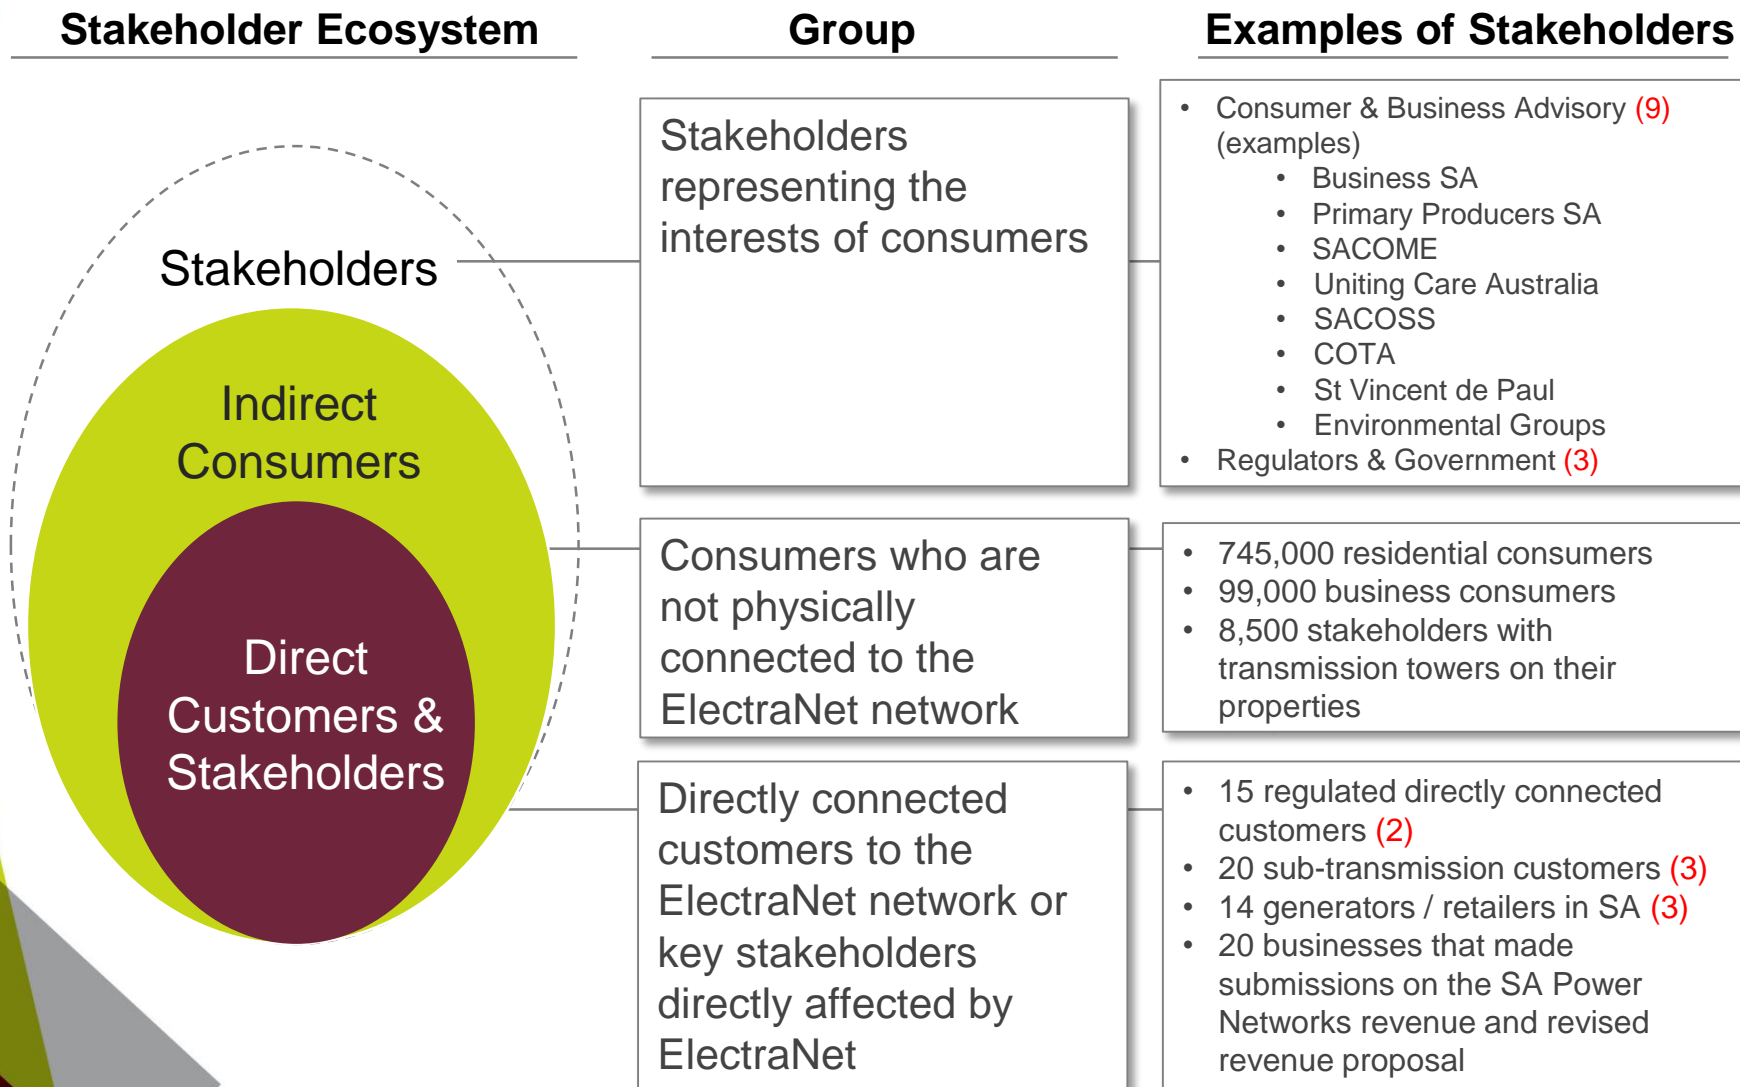 Stakeholder Ecosystem
Group
Examples of Stakeholders
Stakeholders
Indirect
Consumers
Direct
Customers &
Stakeholders
Stakeholders
representing the
interests of consumers
• Consumer & Business Advisory (9)
(examples)
• Business SA
• Primary Producers SA
• SACOME
• Uniting Care Australia
• SACOSS
• COTA
• St Vincent de Paul
• Environmental Groups
• Regulators & Government (3)
Consumers who are
not physically
connected to the
ElectraNet network
• 745,000 residential consumers
• 99,000 business consumers
• 8,500 stakeholders with
transmission towers on their
properties
Directly connected
customers to the
ElectraNet network or
key stakeholders
directly affected by
ElectraNet
• 15 regulated directly connected
customers (2)
• 20 sub-transmission customers (3)
• 14 generators / retailers in SA (3)
• 20 businesses that made
submissions on the SA Power
Networks revenue and revised
revenue proposal